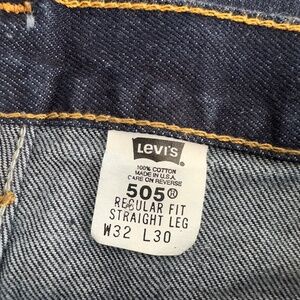 Levi's
100% COTTON
MADE IN U.S.A.
CARE ON REVERSE
505®
REGULAR FIT
STRAIGHT LEG
W32 L30